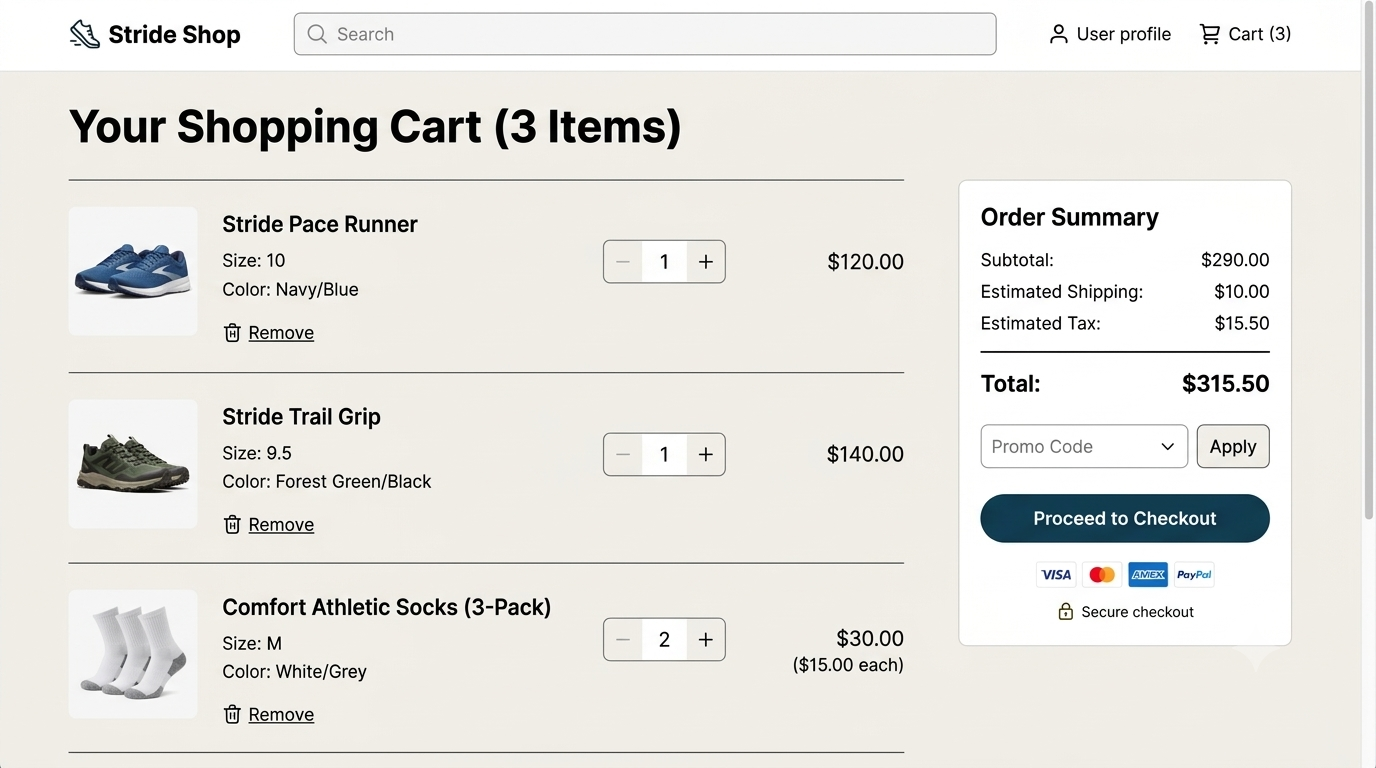 Stride Shop
Search
User profile
Cart (3)
Your Shopping Cart (3 Items)
Stride Pace Runner
Size: 10
Color: Navy/Blue
Remove
1
$120.00
Stride Trail Grip
Size: 9.5
Color: Forest Green/Black
Remove
1
$140.00
Comfort Athletic Socks (3-Pack)
Size: M
Color: White/Grey
Remove
2
$30.00
($15.00 each)
Order Summary
Subtotal: $290.00
Estimated Shipping: $10.00
Estimated Tax: $15.50
Total: $315.50
Promo Code
Apply
Proceed to Checkout
VISA
AMEX
PayPal
Secure checkout